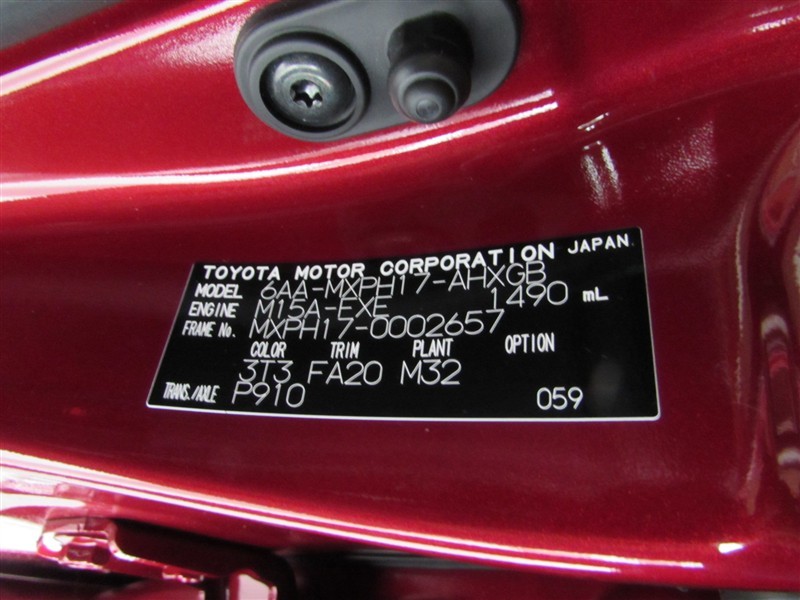 TOYOTA MOTOR CORPORATION JAPAN
MODEL 6AA-MXPH17-AHXGB
ENGINE M15A-EXE 1490 mL
FRAME No. MXPH17-0002657
COLOR TRIM PLANT OPTION
3T3 FA20 M32
TRANS./AXLE P910 059